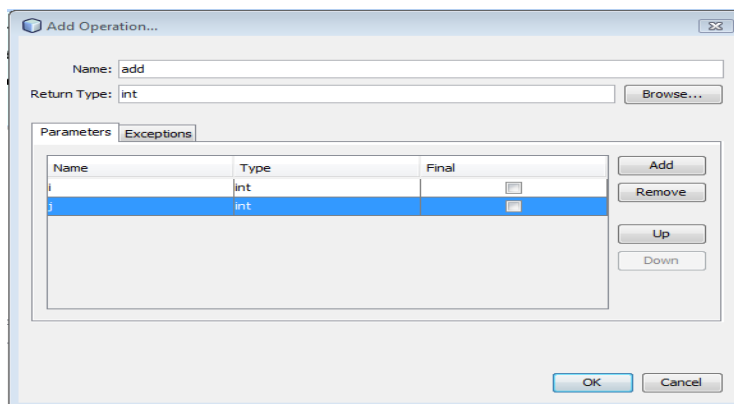 Add Operation...
Name: add
Return Type: int Browse...
Parameters Exceptions
Name Type Final Add
i int Remove
j int
Up
Down
OK Cancel